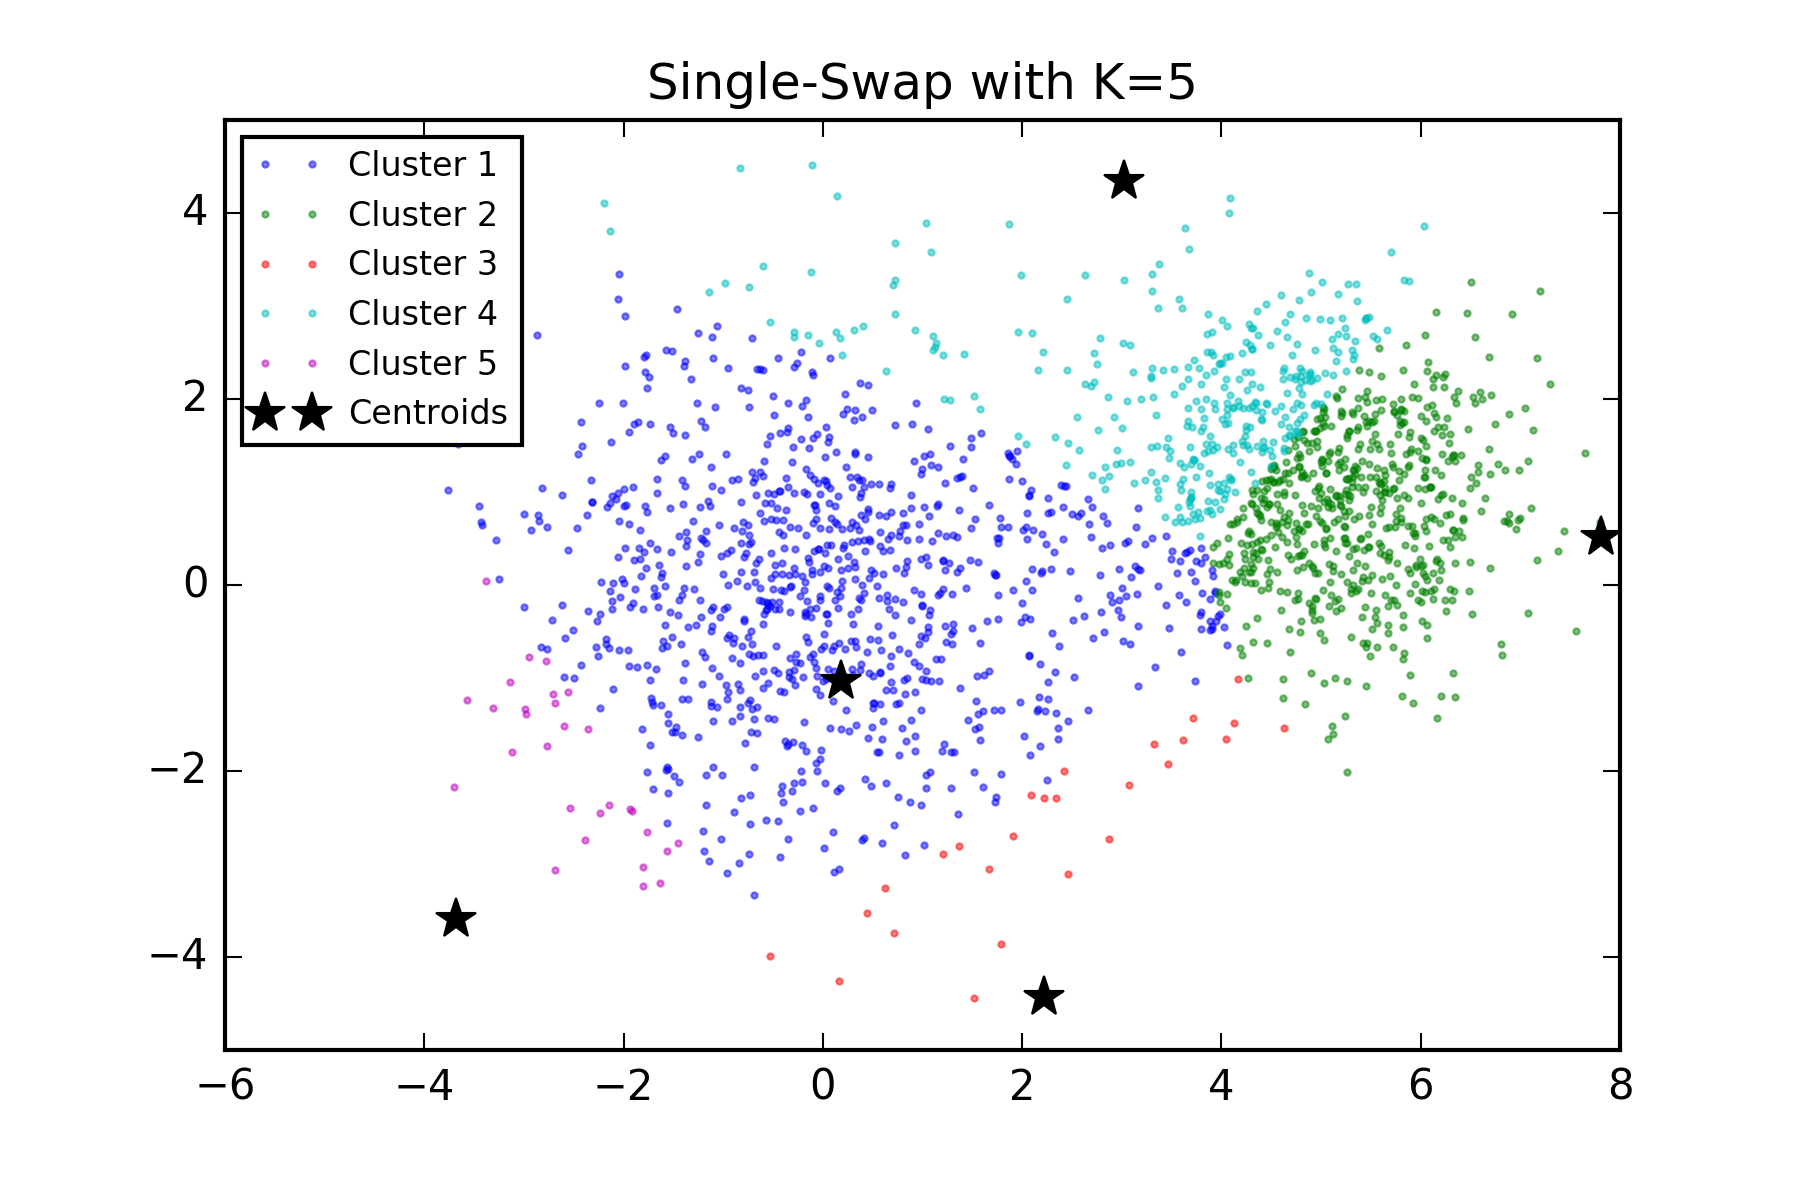 Single-Swap with K=5
Cluster 1
Cluster 2
Cluster 3
Cluster 4
Cluster 5
Centroids
4
2
0
−2
−4
−6 −4 −2 0 2 4 6 8